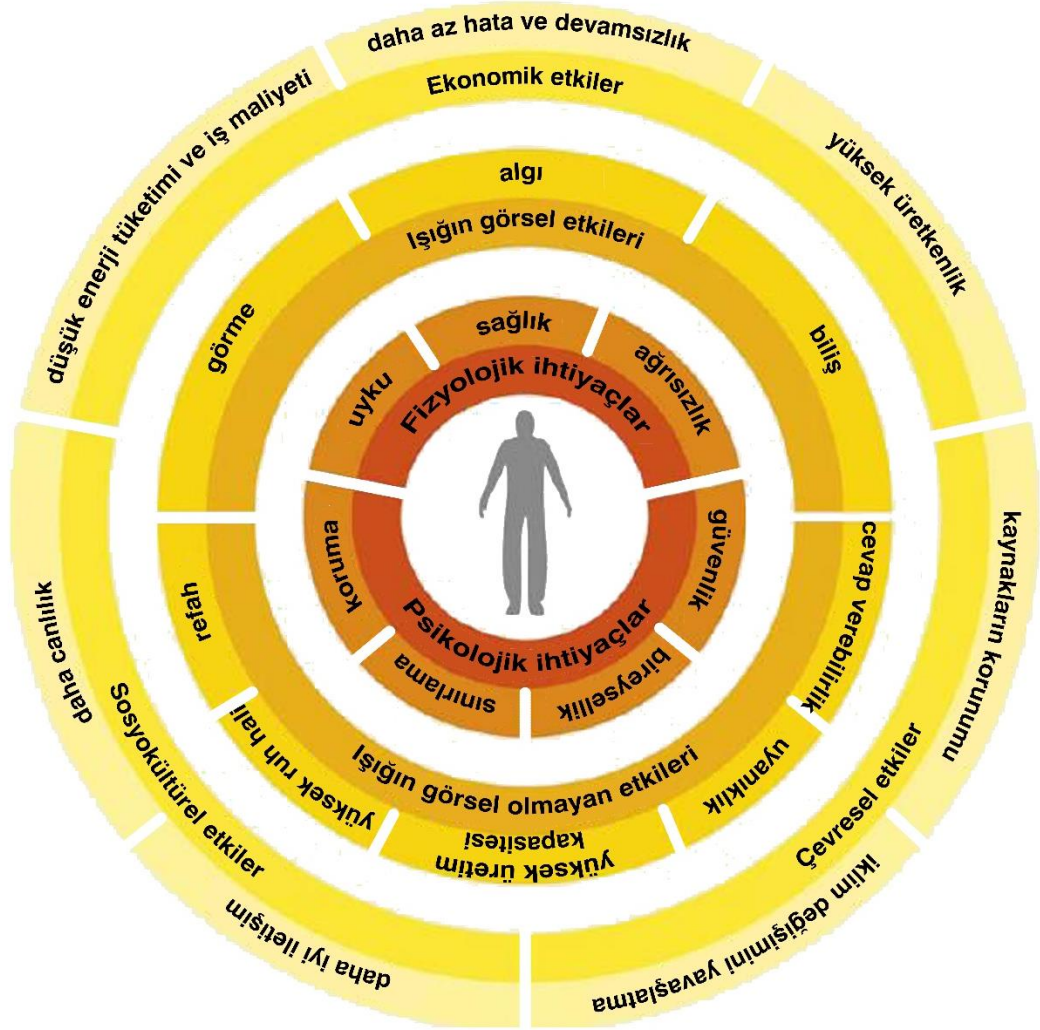 düşük enerji tüketimi ve iş maliyeti
daha az hata ve devamsızlık
yüksek üretkenlik
Ekonomik etkiler
görme
algı
biliş
Işığın görsel etkileri
uyku
sağlık
ağrısızlık
Fizyolojik ihtiyaçlar
Psikolojik ihtiyaçlar
koruma
sınırlama
bireysellik
güvenlik
Işığın görsel olmayan etkileri
refah
yüksek ruh hali
yüksek üretim
kapasitesi
uyanıklık
cevap verebilirlik
Sosyokültürel etkiler
Çevresel etkiler
daha canlılık
daha iyi iletişim
iklim değişimini yavaşlatma
kaynakların korunumu